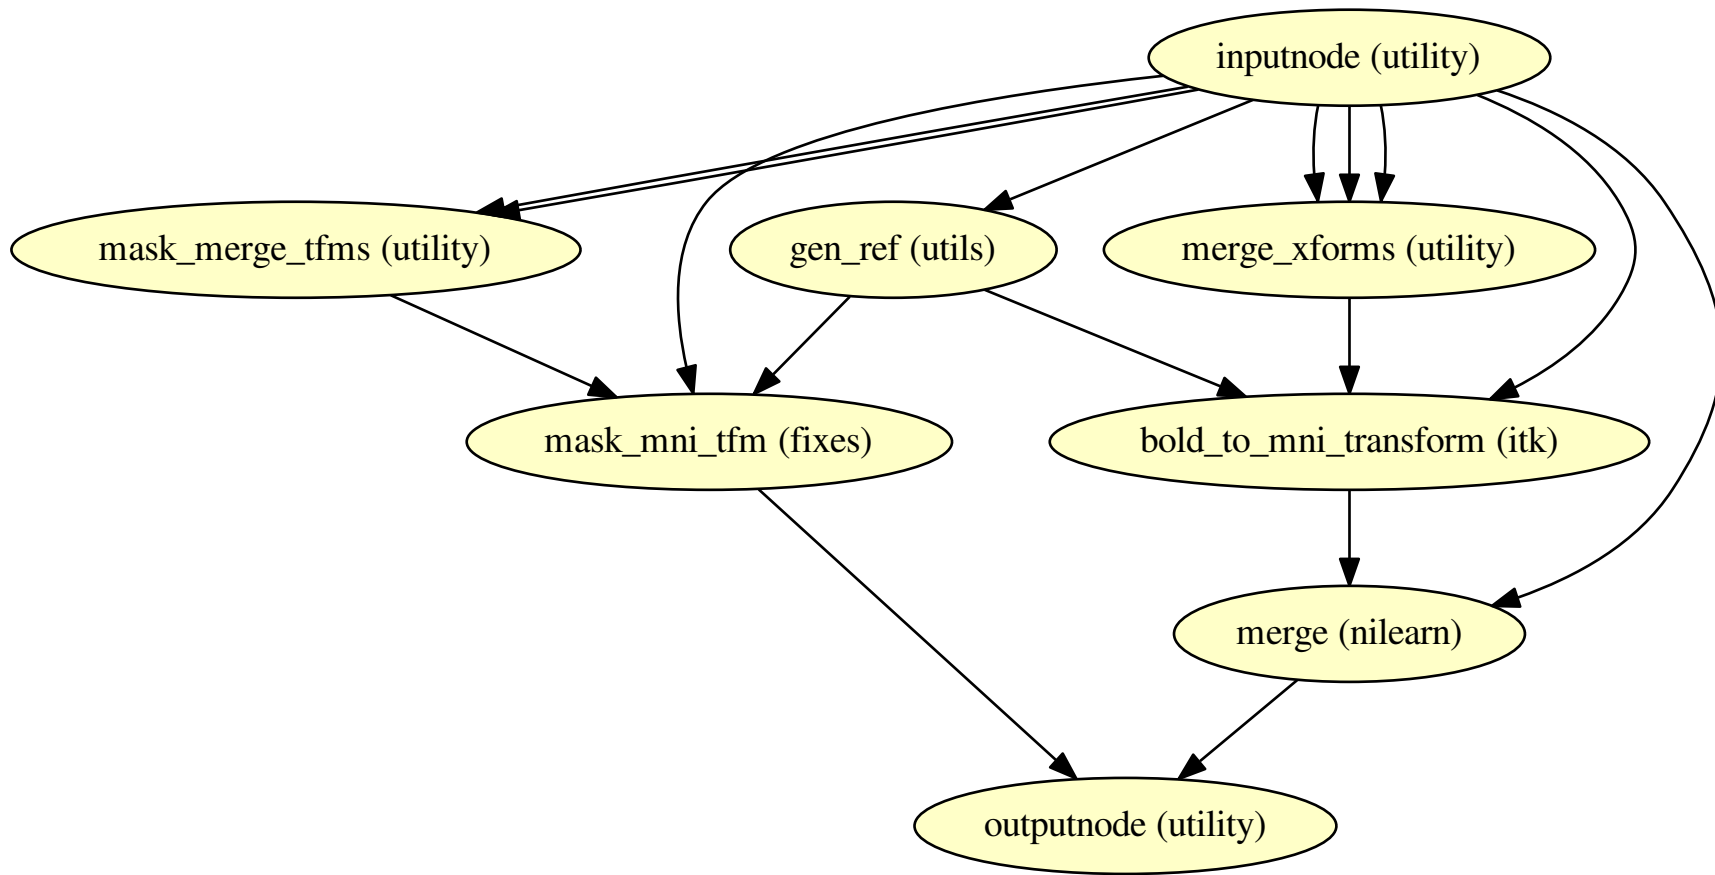 inputnode (utility)
mask_merge_tfms (utility)
gen_ref (utils)
merge_xforms (utility)
mask_mni_tfm (fixes)
bold_to_mni_transform (itk)
merge (nilearn)
outputnode (utility)